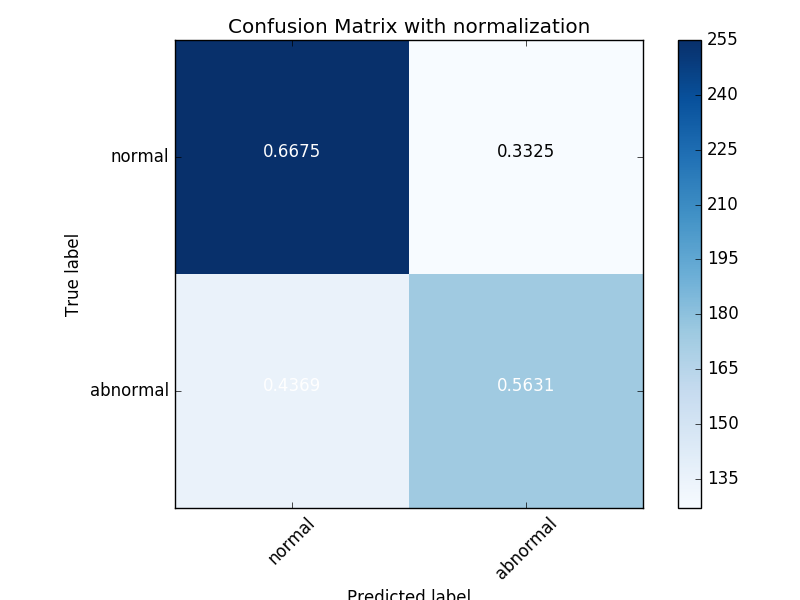 Confusion Matrix with normalization
True label
normal
0.6675
0.3325
abnormal
0.4369
0.5631
normal
abnormal
Predicted label
255
240
225
210
195
180
165
150
135